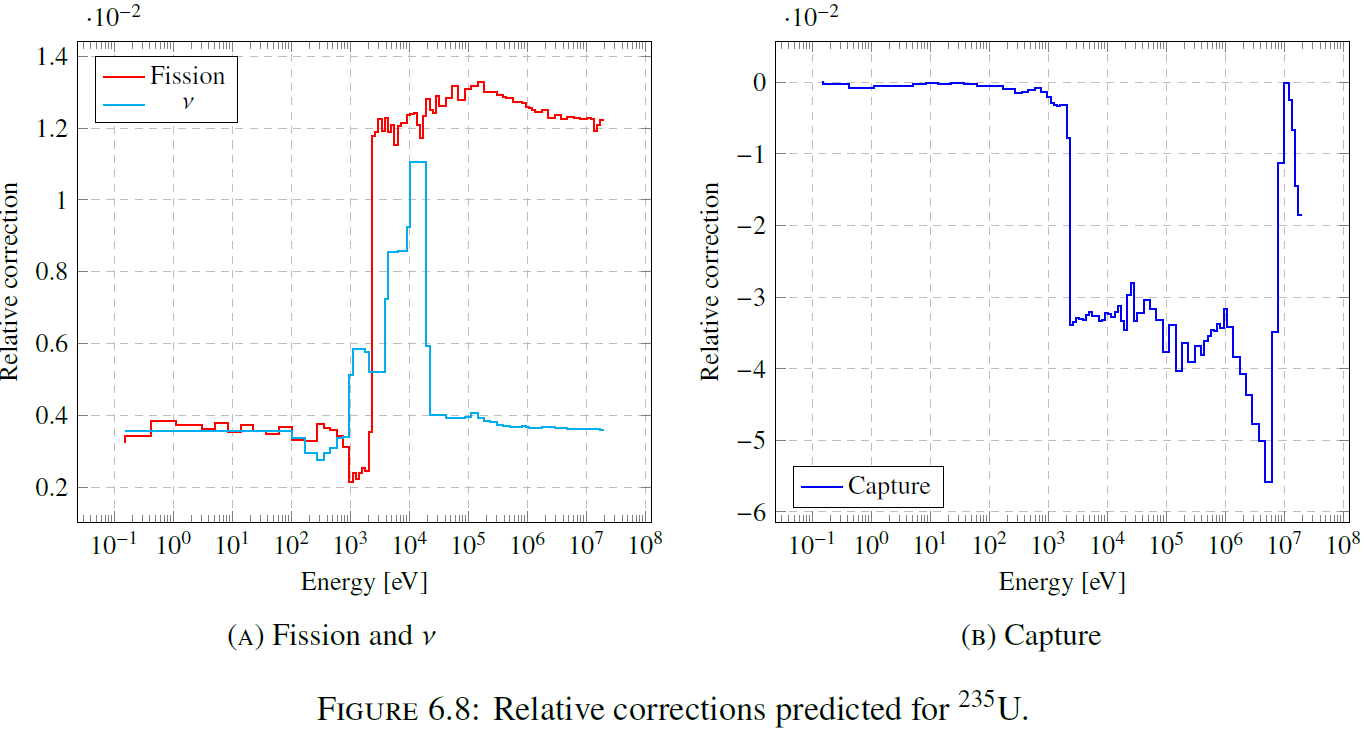 ·10⁻²
1.4
1.2
1
0.8
0.6
0.4
0.2
Relative correction
Fission
ν
10⁻¹ 10⁰ 10¹ 10² 10³ 10⁴ 10⁵ 10⁶ 10⁷ 10⁸
Energy [eV]
(A) Fission and ν
·10⁻²
0
−1
−2
−3
−4
−5
−6
Relative correction
Capture
10⁻¹ 10⁰ 10¹ 10² 10³ 10⁴ 10⁵ 10⁶ 10⁷ 10⁸
Energy [eV]
(B) Capture
FIGURE 6.8: Relative corrections predicted for ²³⁵U.